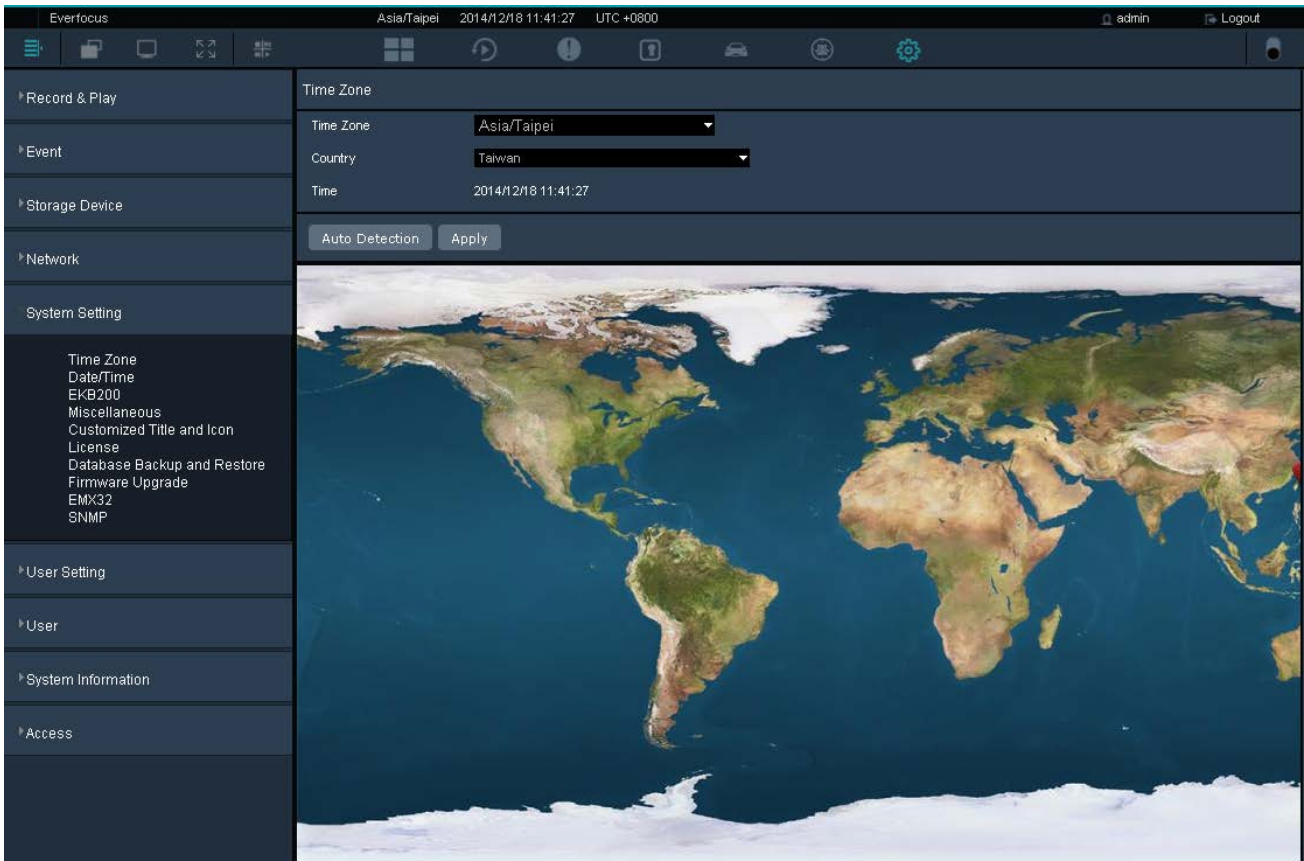 Everfocus Asia/Taipei 2014/12/18 11:41:27 UTC +0800 admin Logout
Record & Play
Event
Storage Device
Network
System Setting
Time Zone
Date/Time
EKB200
Miscellaneous
Customized Title and Icon
License
Database Backup and Restore
Firmware Upgrade
EMX32
SNMP
User Setting
User
System Information
Access
Time Zone
Time Zone Asia/Taipei
Country Taiwan
Time 2014/12/18 11:41:27
Auto Detection Apply